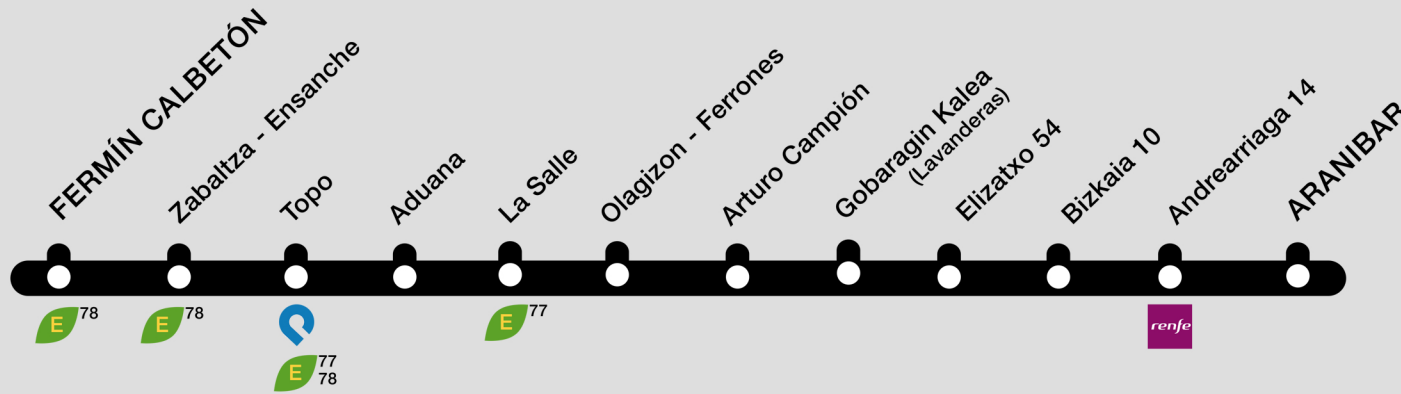 FERMÍN CALBETÓN
Zabaltza - Ensanche
Topo
Aduana
La Salle
Olagizon - Ferrones
Arturo Campión
Gobaragin Kalea
(Lavanderas)
Elizatxo 54
Bizkaia 10
Andrearriaga 14
ARANIBAR
E 78
E 78
E 77
78
E 77
renfe